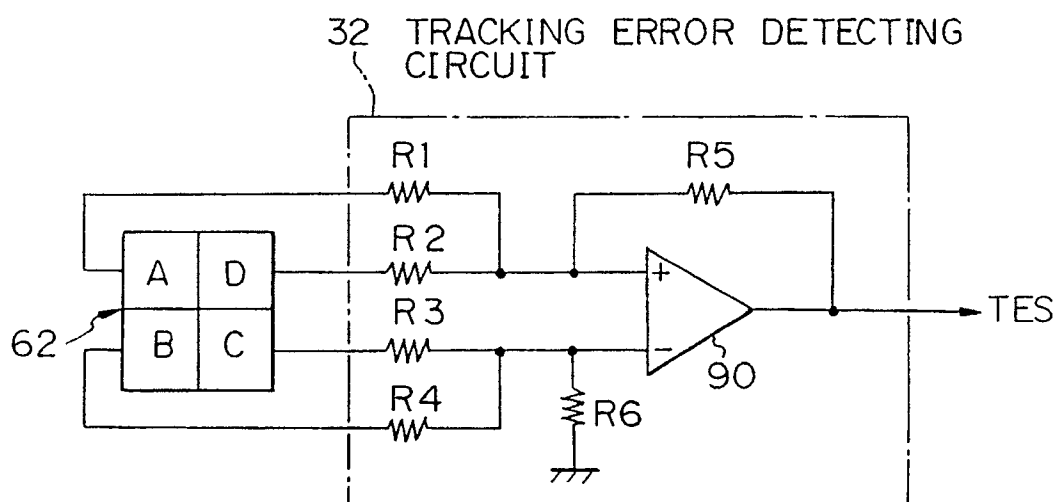 32 TRACKING ERROR DETECTING
CIRCUIT
R1
R5
A D
R2
+
62
B C
R3
−
TES
90
R4
R6